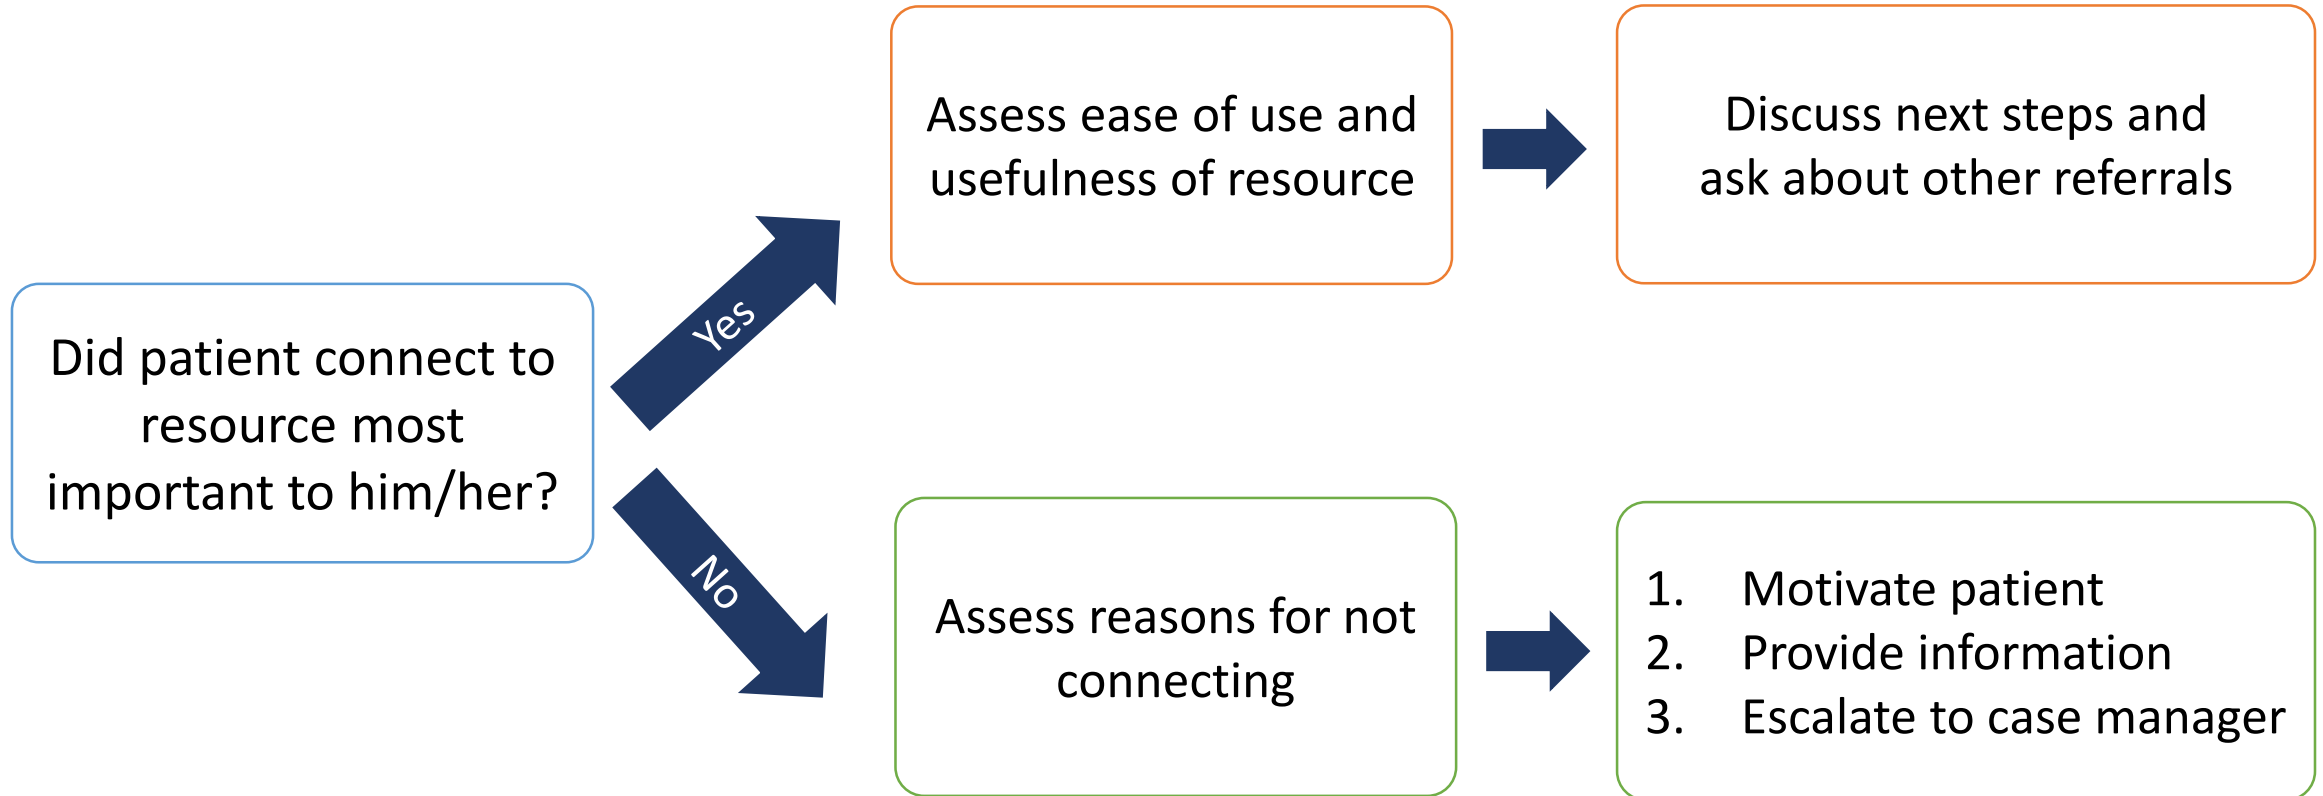 Did patient connect to
resource most
important to him/her?
Yes
Assess ease of use and
usefulness of resource
Discuss next steps and
ask about other referrals
No
Assess reasons for not
connecting
1. Motivate patient
2. Provide information
3. Escalate to case manager